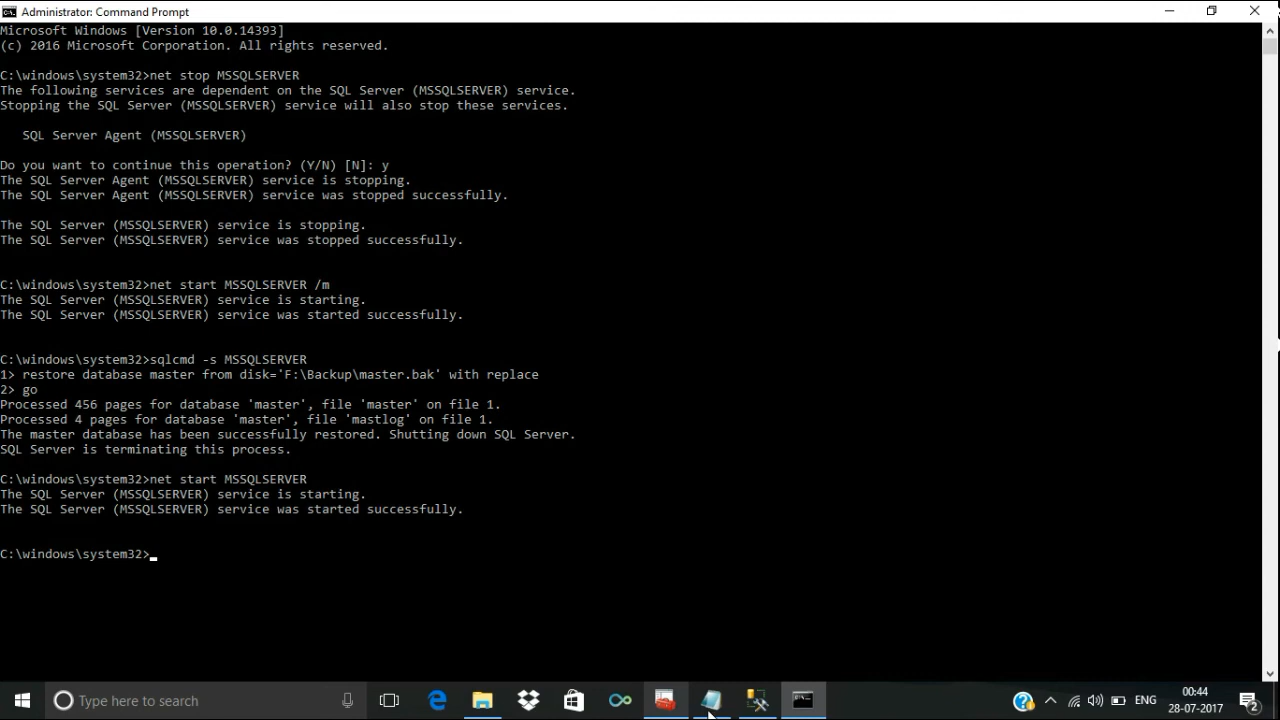 Administrator: Command Prompt
Microsoft Windows [Version 10.0.14393]
(c) 2016 Microsoft Corporation. All rights reserved.
C:\windows\system32>net stop MSSQLSERVER
The following services are dependent on the SQL Server (MSSQLSERVER) service.
Stopping the SQL Server (MSSQLSERVER) service will also stop these services.
SQL Server Agent (MSSQLSERVER)
Do you want to continue this operation? (Y/N) [N]: y
The SQL Server Agent (MSSQLSERVER) service is stopping.
The SQL Server Agent (MSSQLSERVER) service was stopped successfully.
The SQL Server (MSSQLSERVER) service is stopping.
The SQL Server (MSSQLSERVER) service was stopped successfully.
C:\windows\system32>net start MSSQLSERVER /m
The SQL Server (MSSQLSERVER) service is starting.
The SQL Server (MSSQLSERVER) service was started successfully.
C:\windows\system32>sqlcmd -s MSSQLSERVER
1> restore database master from disk='F:\Backup\master.bak' with replace
2> go
Processed 456 pages for database 'master', file 'master' on file 1.
Processed 4 pages for database 'master', file 'mastlog' on file 1.
The master database has been successfully restored. Shutting down SQL Server.
SQL Server is terminating this process.
C:\windows\system32>net start MSSQLSERVER
The SQL Server (MSSQLSERVER) service is starting.
The SQL Server (MSSQLSERVER) service was started successfully.
C:\windows\system32>
Type here to search
ENG
00:44
28-07-2017
2